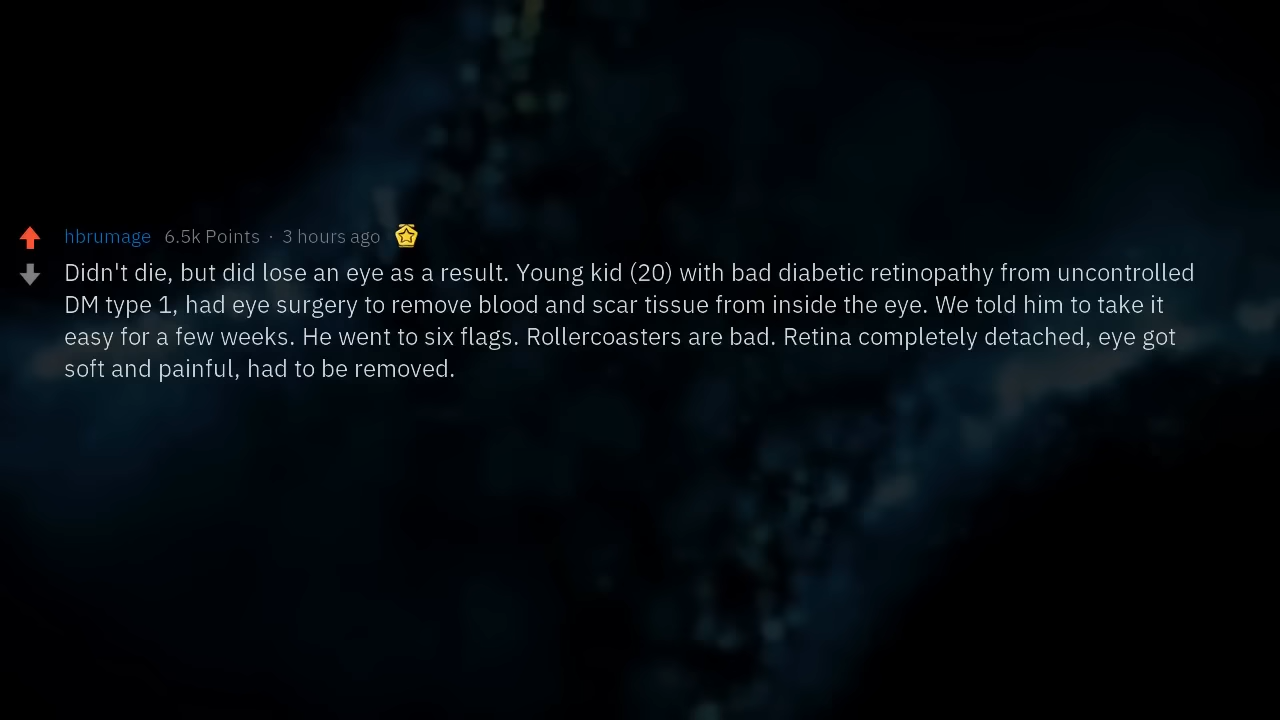 hbrumage 6.5k Points · 3 hours ago
Didn't die, but did lose an eye as a result. Young kid (20) with bad diabetic retinopathy from uncontrolled
DM type 1, had eye surgery to remove blood and scar tissue from inside the eye. We told him to take it
easy for a few weeks. He went to six flags. Rollercoasters are bad. Retina completely detached, eye got
soft and painful, had to be removed.